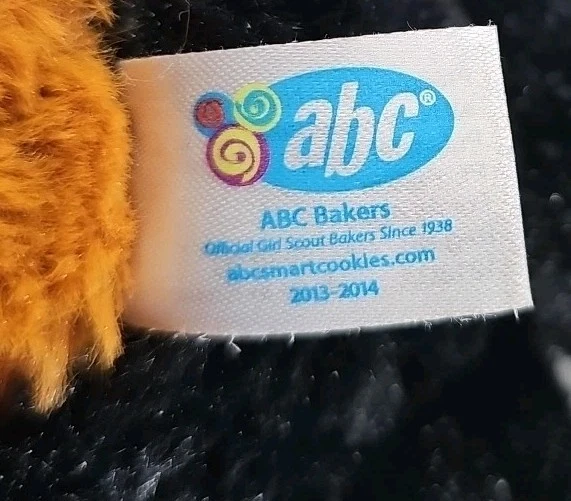 abc®
ABC Bakers
Official Girl Scout Bakers Since 1938
abcsmartcookies.com
2013-2014